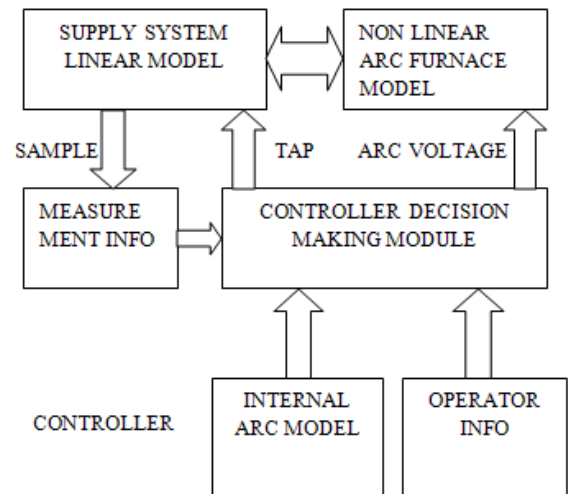 SUPPLY SYSTEM
LINEAR MODEL
NON LINEAR
ARC FURNACE
MODEL
SAMPLE
TAP
ARC VOLTAGE
MEASURE
MENT INFO
CONTROLLER DECISION
MAKING MODULE
CONTROLLER
INTERNAL
ARC MODEL
OPERATOR
INFO